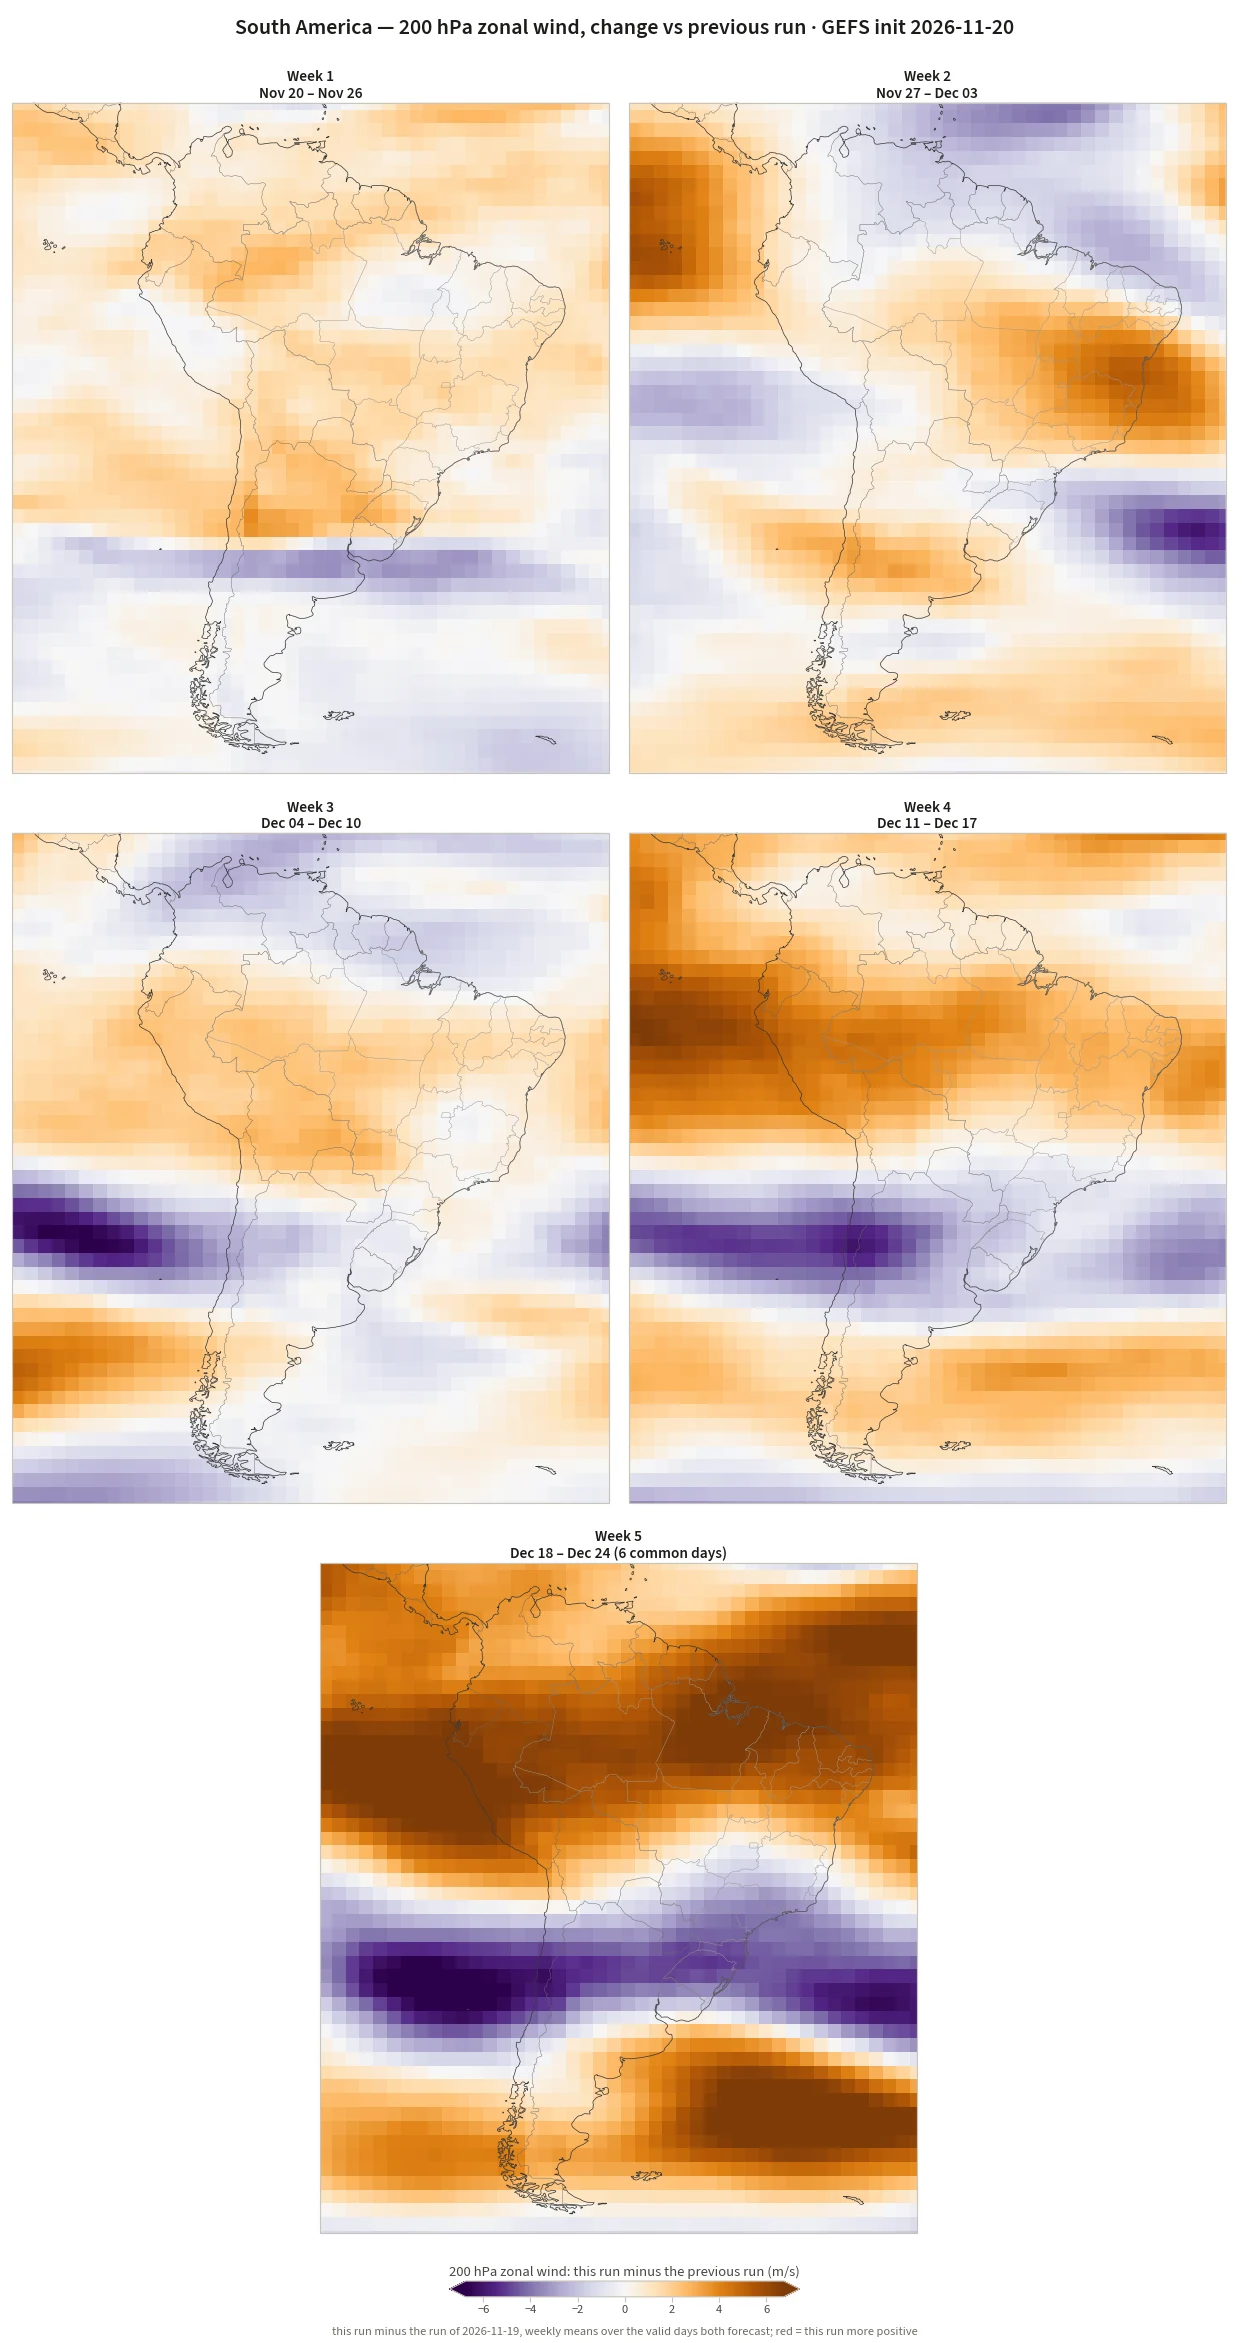 South America — 200 hPa zonal wind, change vs previous run · GEFS init 2026-11-20
Week 1
Nov 20 – Nov 26
Week 2
Nov 27 – Dec 03
Week 3
Dec 04 – Dec 10
Week 4
Dec 11 – Dec 17
Week 5
Dec 18 – Dec 24 (6 common days)
200 hPa zonal wind: this run minus the previous run (m/s)
−6 −4 −2 0 2 4 6
this run minus the run of 2026-11-19, weekly means over the valid days both forecast; red = this run more positive